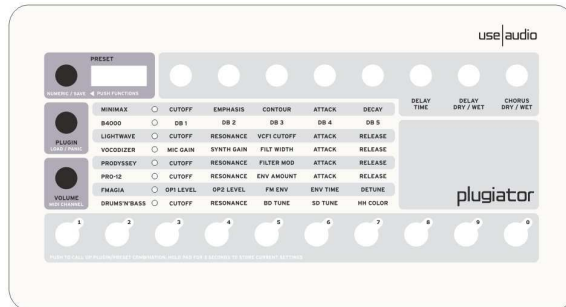 use|audio
PRESET
NUMERIC / SAVE ◀ PUSH FUNCTIONS
DELAY TIME
DELAY DRY / WET
CHORUS DRY / WET
PLUGIN
LOAD / PANIC
VOLUME
MIDI CHANNEL
MINIMAX CUTOFF EMPHASIS CONTOUR ATTACK DECAY
B4000 DB 1 DB 2 DB 3 DB 4 DB 5
LIGHTWAVE CUTOFF RESONANCE VCF1 CUTOFF ATTACK RELEASE
VOCODIZER MIC GAIN SYNTH GAIN FILT WIDTH ATTACK RELEASE
PRODYSSEY CUTOFF RESONANCE FILTER MOD ATTACK RELEASE
PRO-12 CUTOFF RESONANCE ENV AMOUNT ATTACK RELEASE
FMAGIA OP1 LEVEL OP2 LEVEL FM ENV ENV TIME DETUNE
DRUMS'N'BASS CUTOFF RESONANCE BD TUNE SD TUNE HH COLOR
plugiator
1 2 3 4 5 6 7 8 9 0